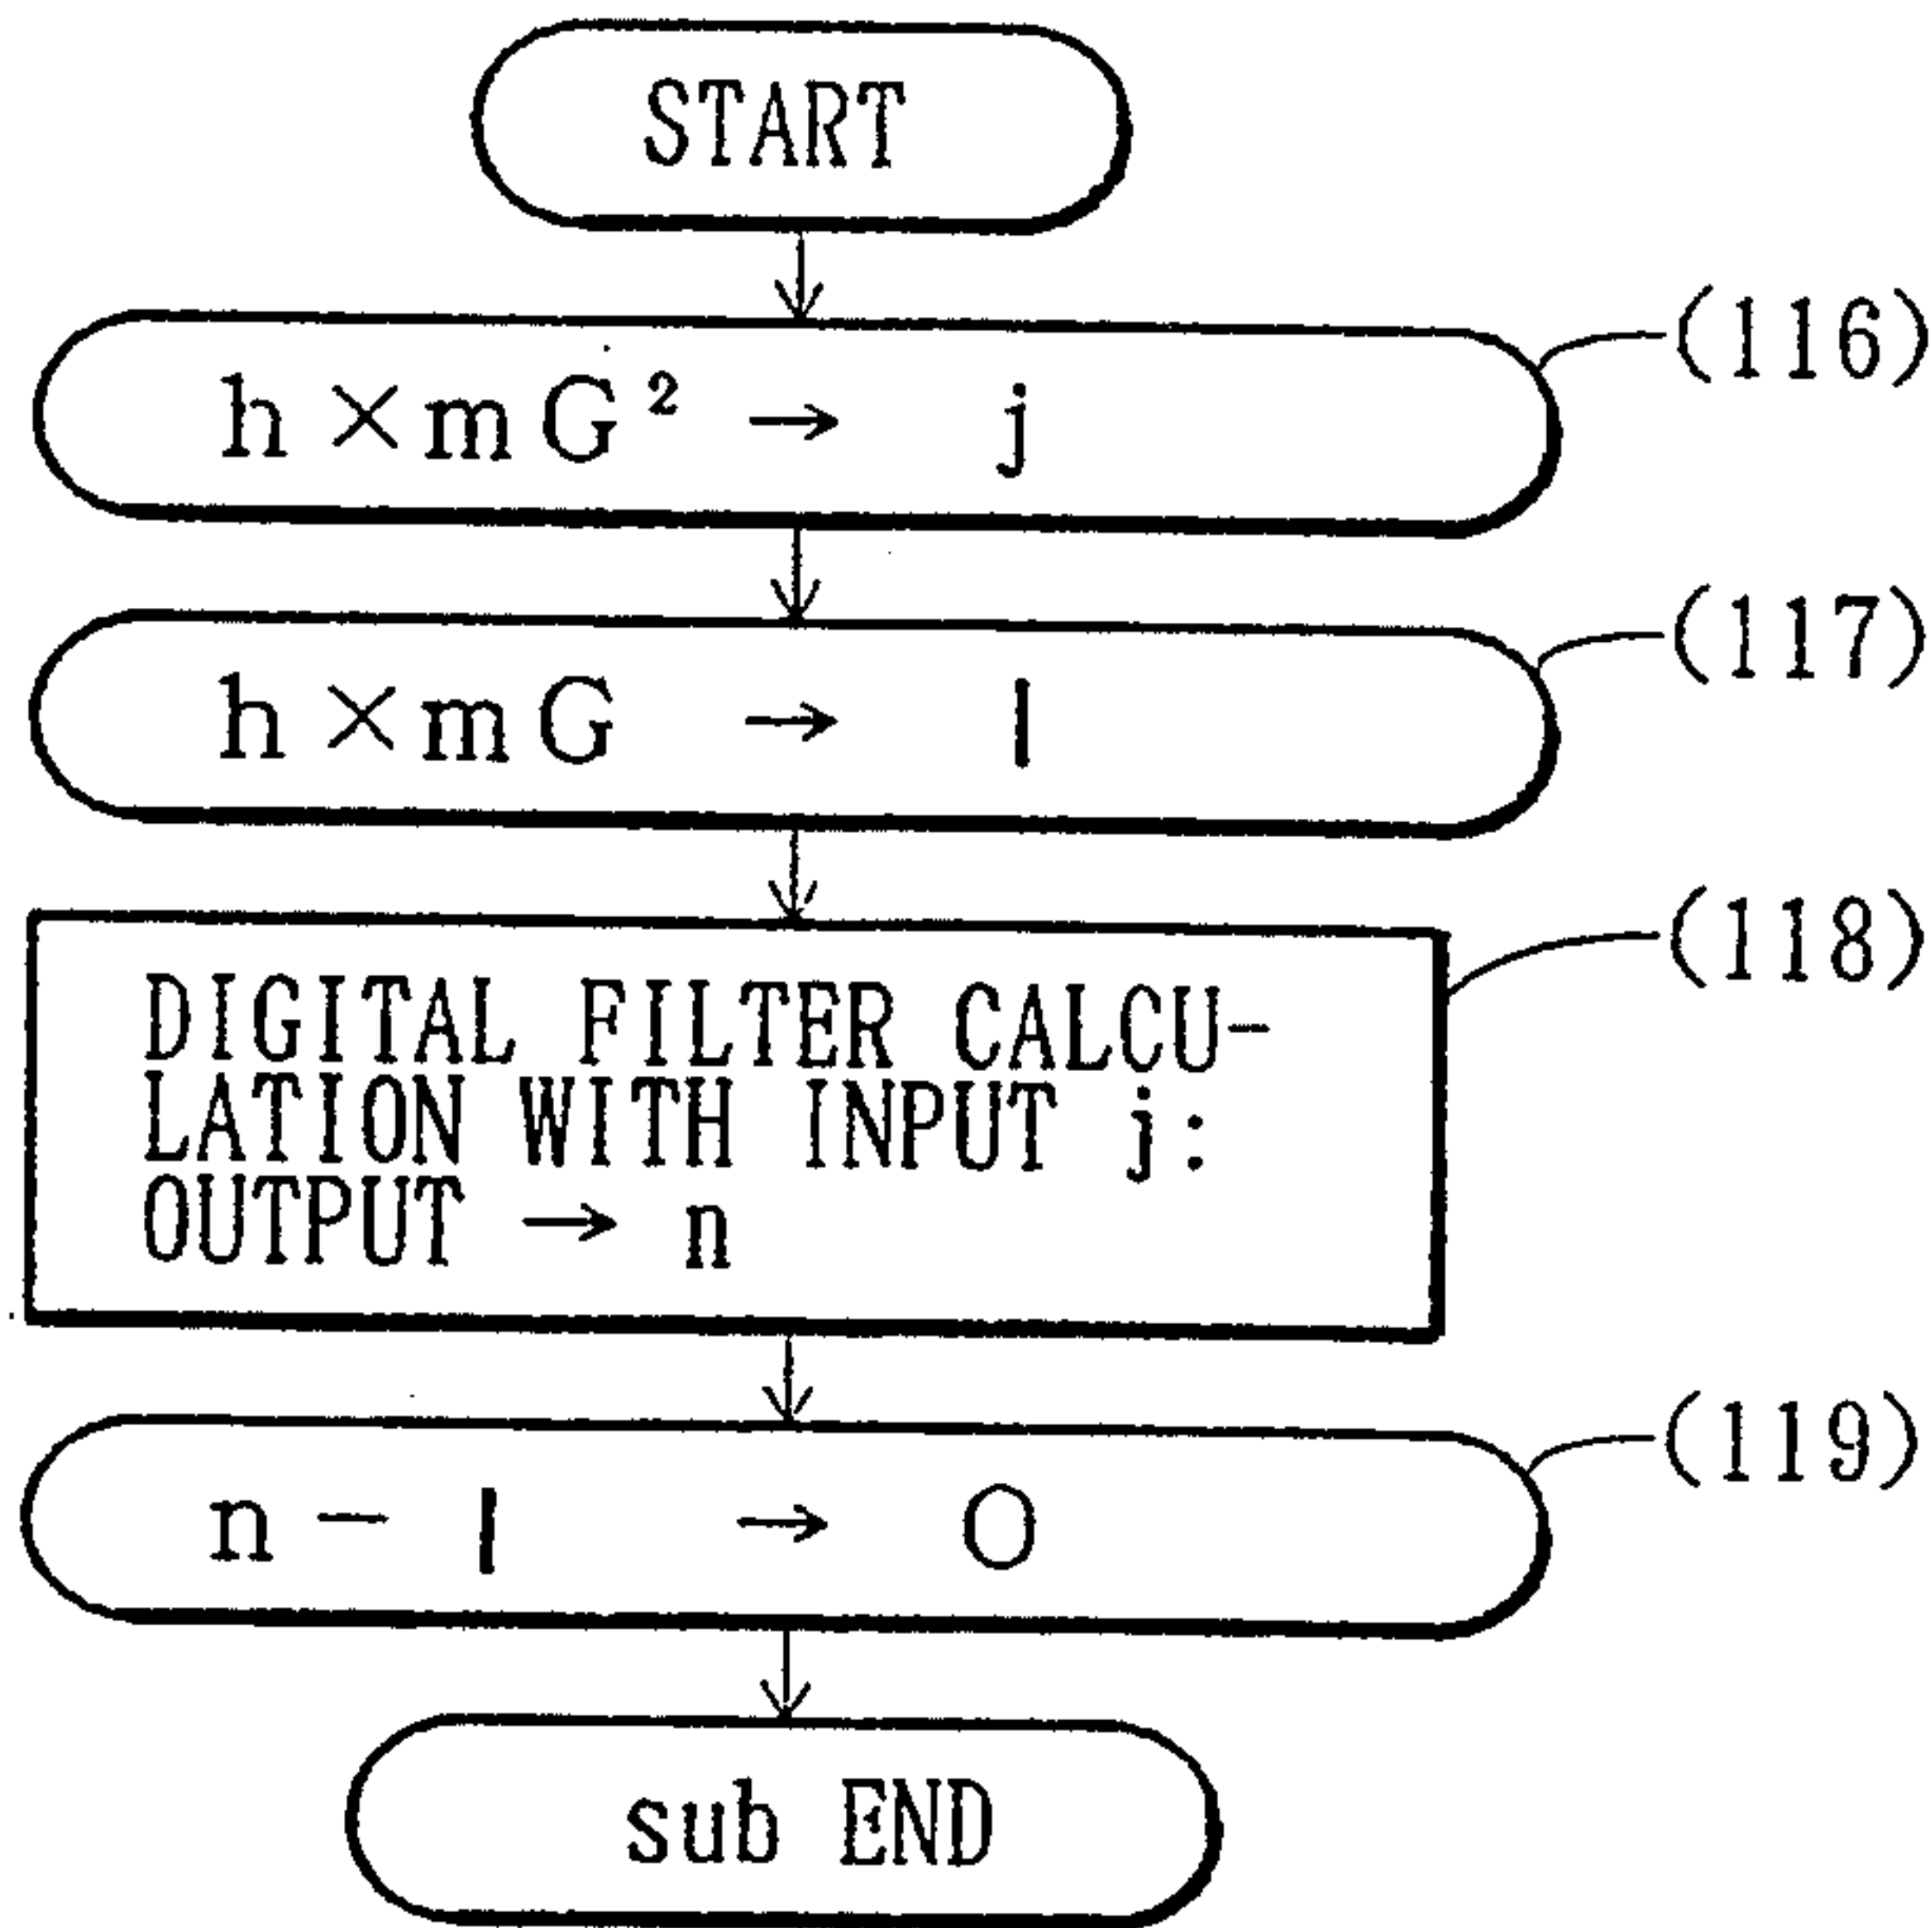 START
(116)
h×mG² → j
(117)
h×mG → l
(118)
DIGITAL FILTER CALCU-
LATION WITH INPUT j:
OUTPUT → n
(119)
n - l → O
sub END